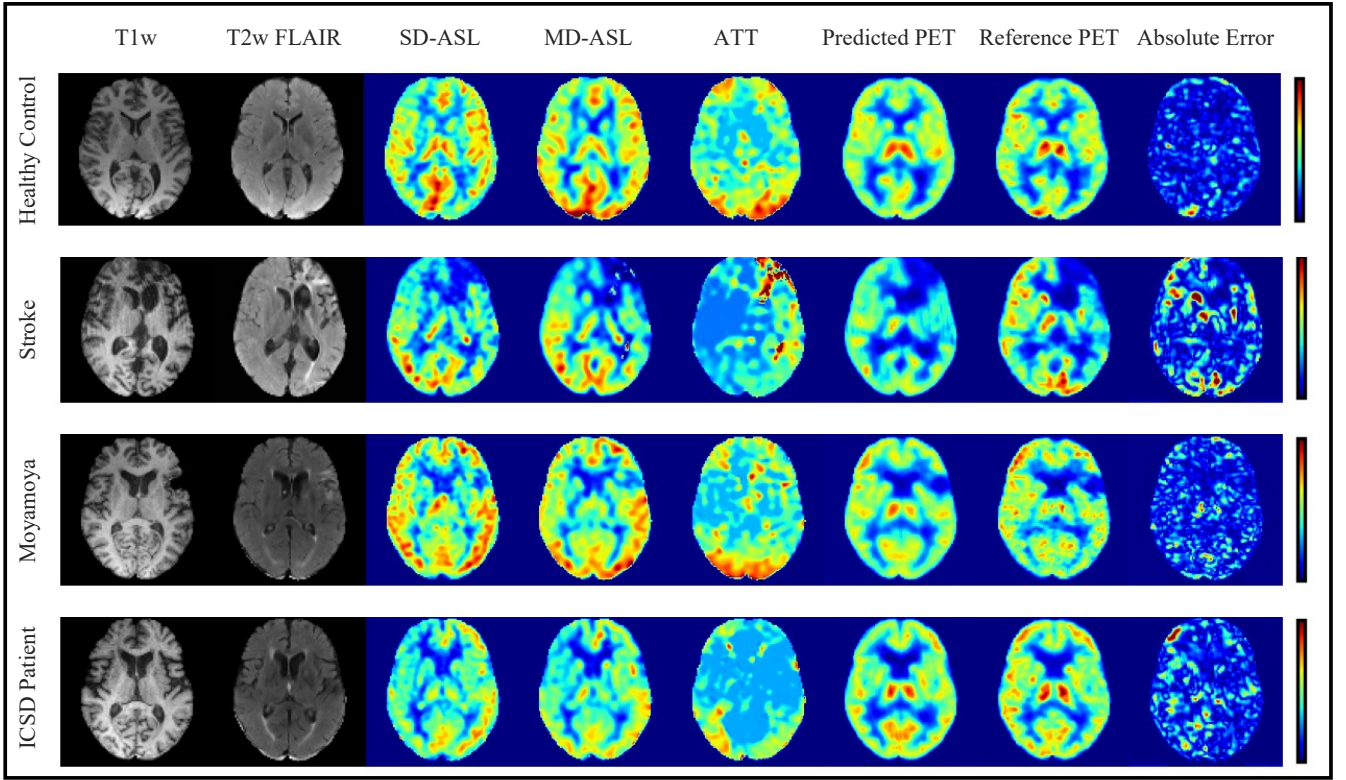 T1w T2w FLAIR SD-ASL MD-ASL ATT Predicted PET Reference PET Absolute Error
Healthy Control
Stroke
Moyamoya
ICSD Patient